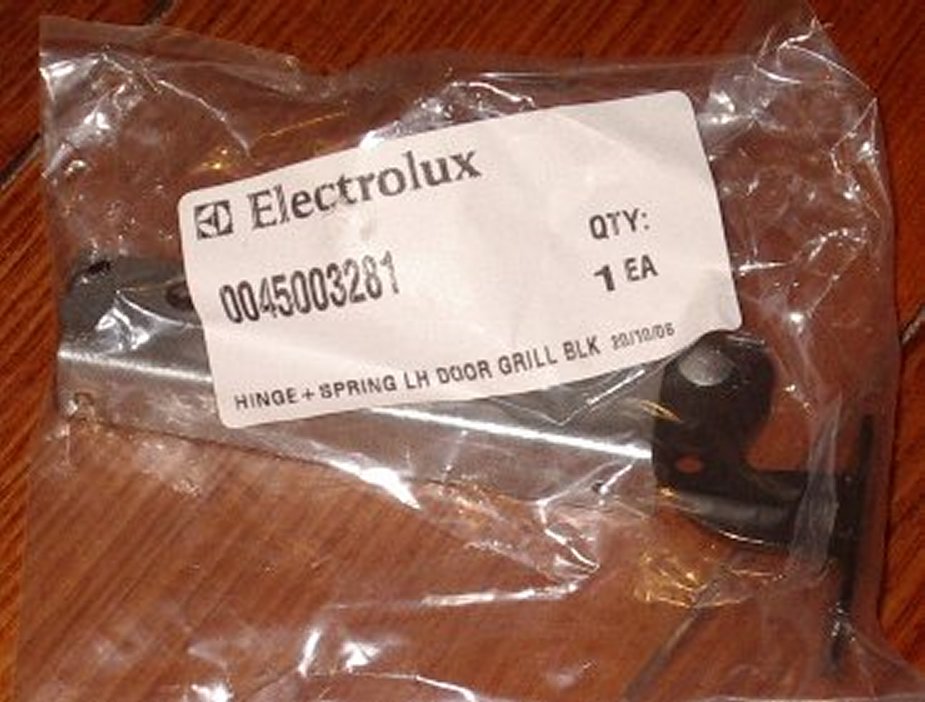 Electrolux
QTY:
0045003281
1 EA
HINGE + SPRING LH DOOR GRILL BLK 20/10/06